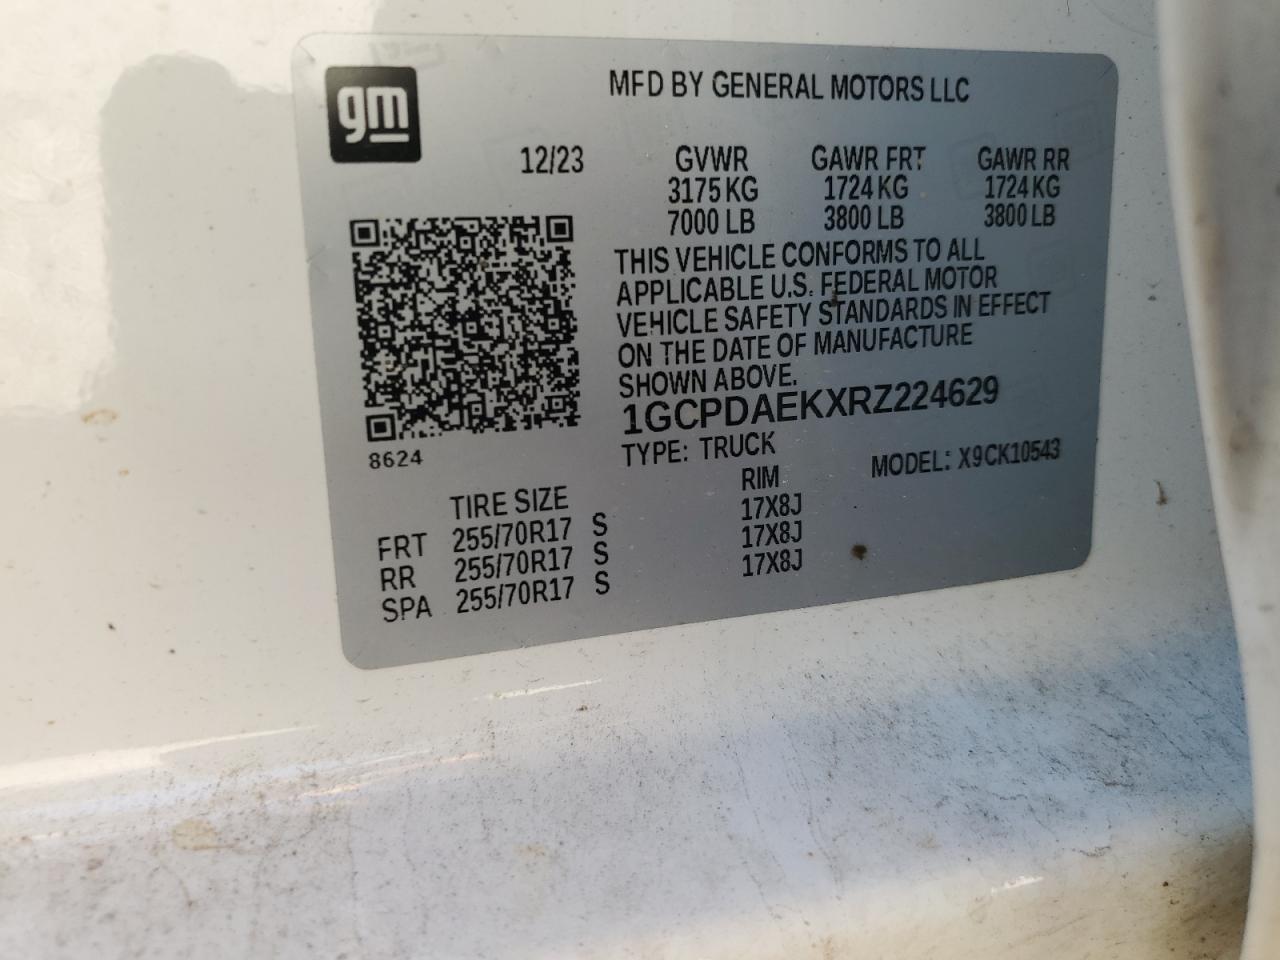 gm
MFD BY GENERAL MOTORS LLC
12/23 GVWR GAWR FRT GAWR RR
3175 KG 1724 KG 1724 KG
7000 LB 3800 LB 3800 LB
THIS VEHICLE CONFORMS TO ALL
APPLICABLE U.S. FEDERAL MOTOR
VEHICLE SAFETY STANDARDS IN EFFECT
ON THE DATE OF MANUFACTURE
SHOWN ABOVE.
1GCPDAEKXRZ224629
8624
TYPE: TRUCK MODEL: X9CK10543
TIRE SIZE RIM
FRT 255/70R17 S 17X8J
RR 255/70R17 S 17X8J
SPA 255/70R17 S 17X8J